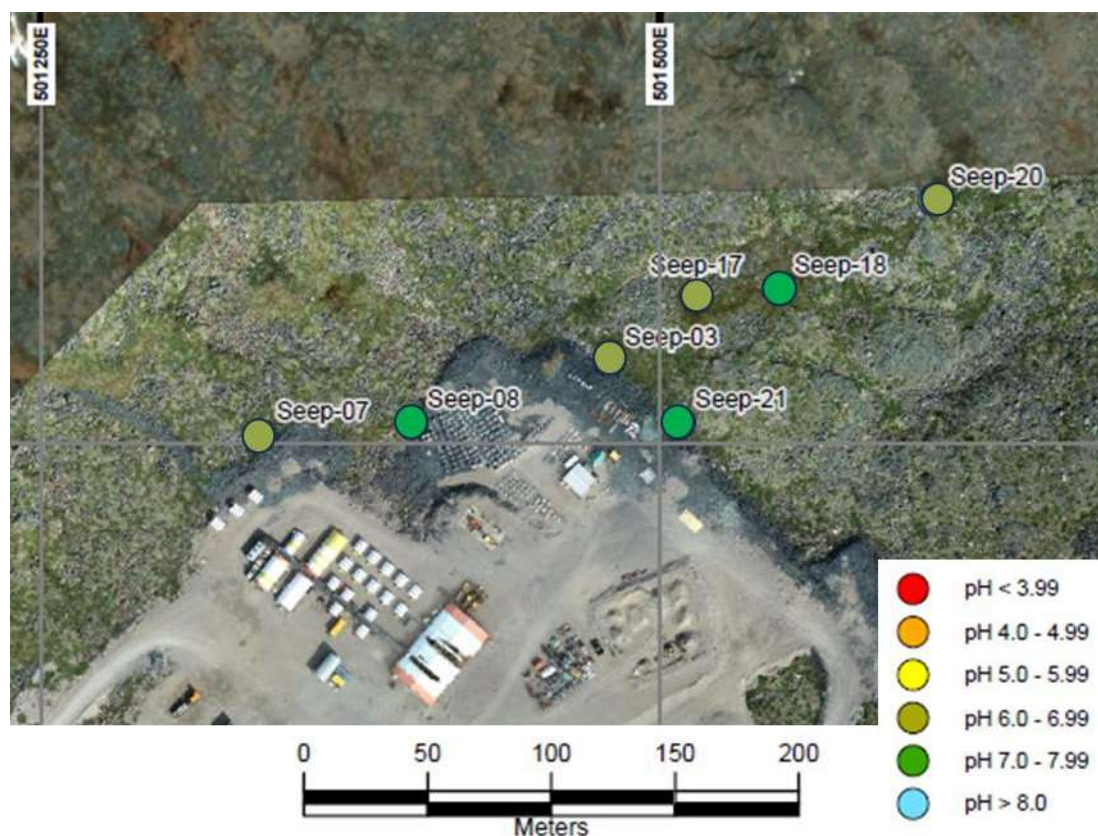 501250E
501500E
Seep-20
Seep-17
Seep-18
Seep-03
Seep-07
Seep-08
Seep-21
pH < 3.99
pH 4.0 - 4.99
pH 5.0 - 5.99
pH 6.0 - 6.99
pH 7.0 - 7.99
pH > 8.0
0 50 100 150 200
Meters